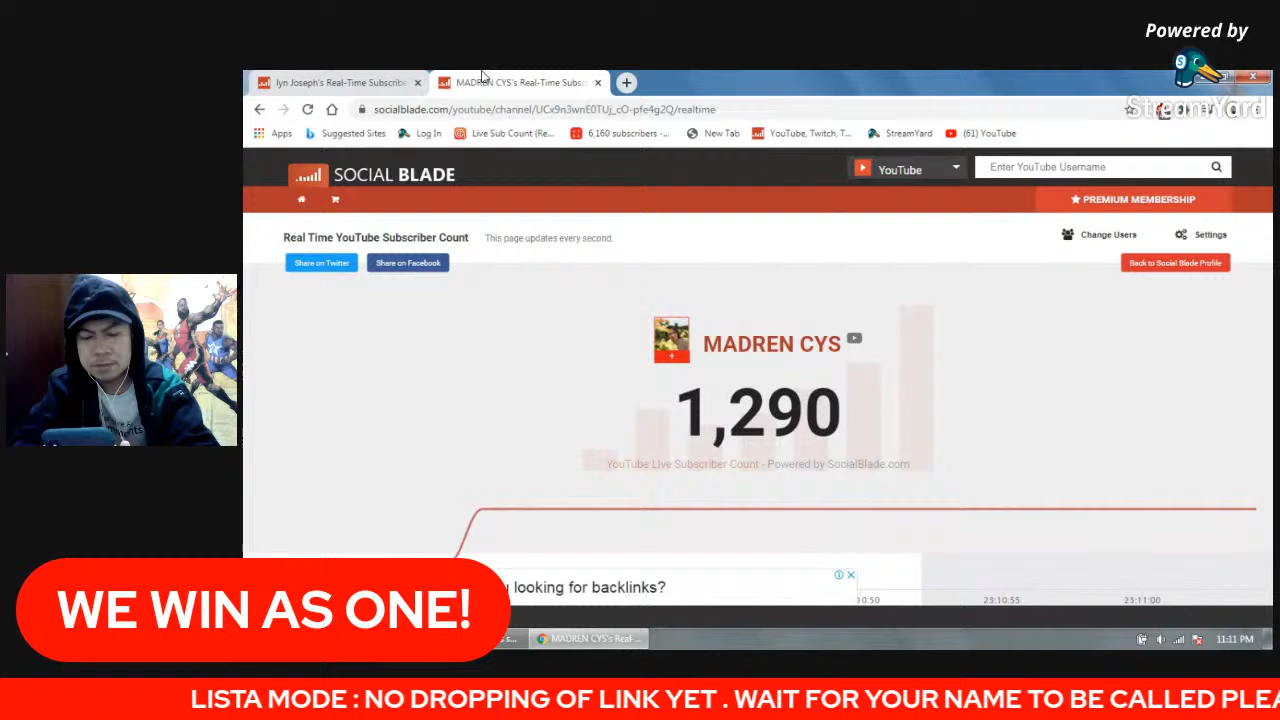 Powered by
StreamYard
lyn Joseph's Real-Time Subscribe
MADREN CYS's Real-Time Subsc
socialblade.com/youtube/channel/UCx9n3wnE0TUj_cO-pfe4g2Q/realtime
Apps Suggested Sites Log In Live Sub Count (Re... 6,160 subscribers -... New Tab YouTube, Twitch, T... StreamYard (61) YouTube
SOCIAL BLADE
YouTube
Enter YouTube Username
PREMIUM MEMBERSHIP
Real Time YouTube Subscriber Count This page updates every second.
Change Users Settings
Share on Twitter Share on Facebook
Back to Social Blade Profile
MADREN CYS
1,290
YouTube Live Subscriber Count - Powered by SocialBlade.com
looking for backlinks?
10:50 23:10:55 23:11:00
WE WIN AS ONE!
MADREN CYS's Real-...
11:11 PM
LISTA MODE : NO DROPPING OF LINK YET . WAIT FOR YOUR NAME TO BE CALLED PLEA